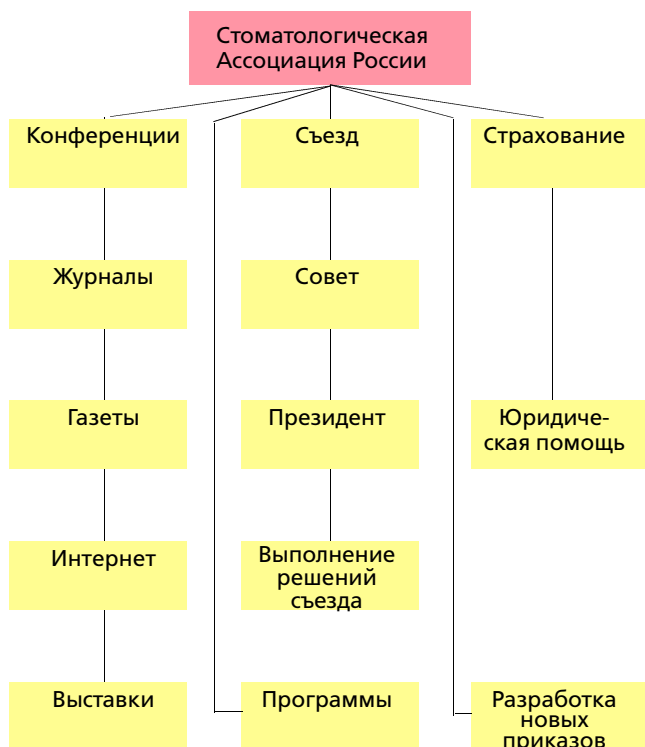 Стоматологическая
Ассоциация России
Конференции
Съезд
Страхование
Журналы
Совет
Газеты
Президент
Юридиче-
ская помощь
Интернет
Выполнение
решений
съезда
Выставки
Программы
Разработка
новых
приказов